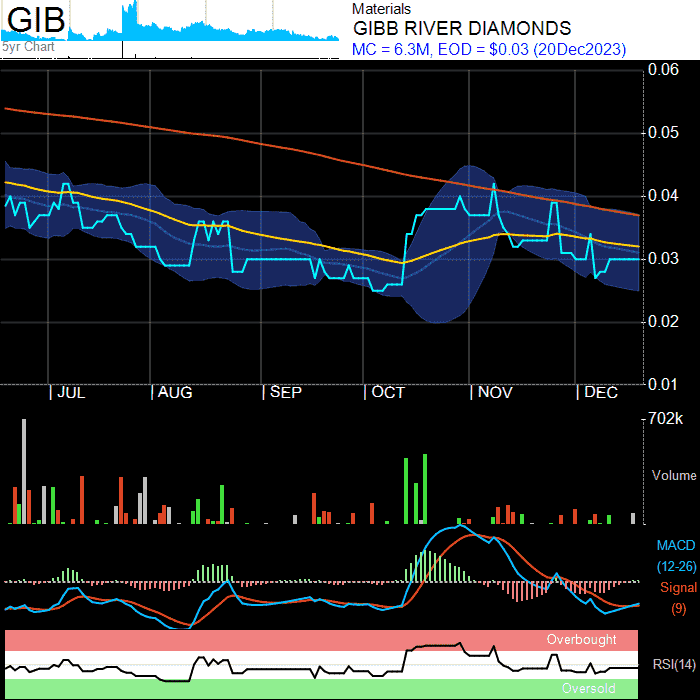 GIB
5yr Chart
Materials
GIBB RIVER DIAMONDS
MC = 6.3M, EOD = $0.03 (20Dec2023)
0.06
0.05
0.04
0.03
0.02
0.01
JUL AUG SEP OCT NOV DEC
702k
Volume
MACD
(12-26)
Signal
(9)
Overbought
RSI(14)
Oversold